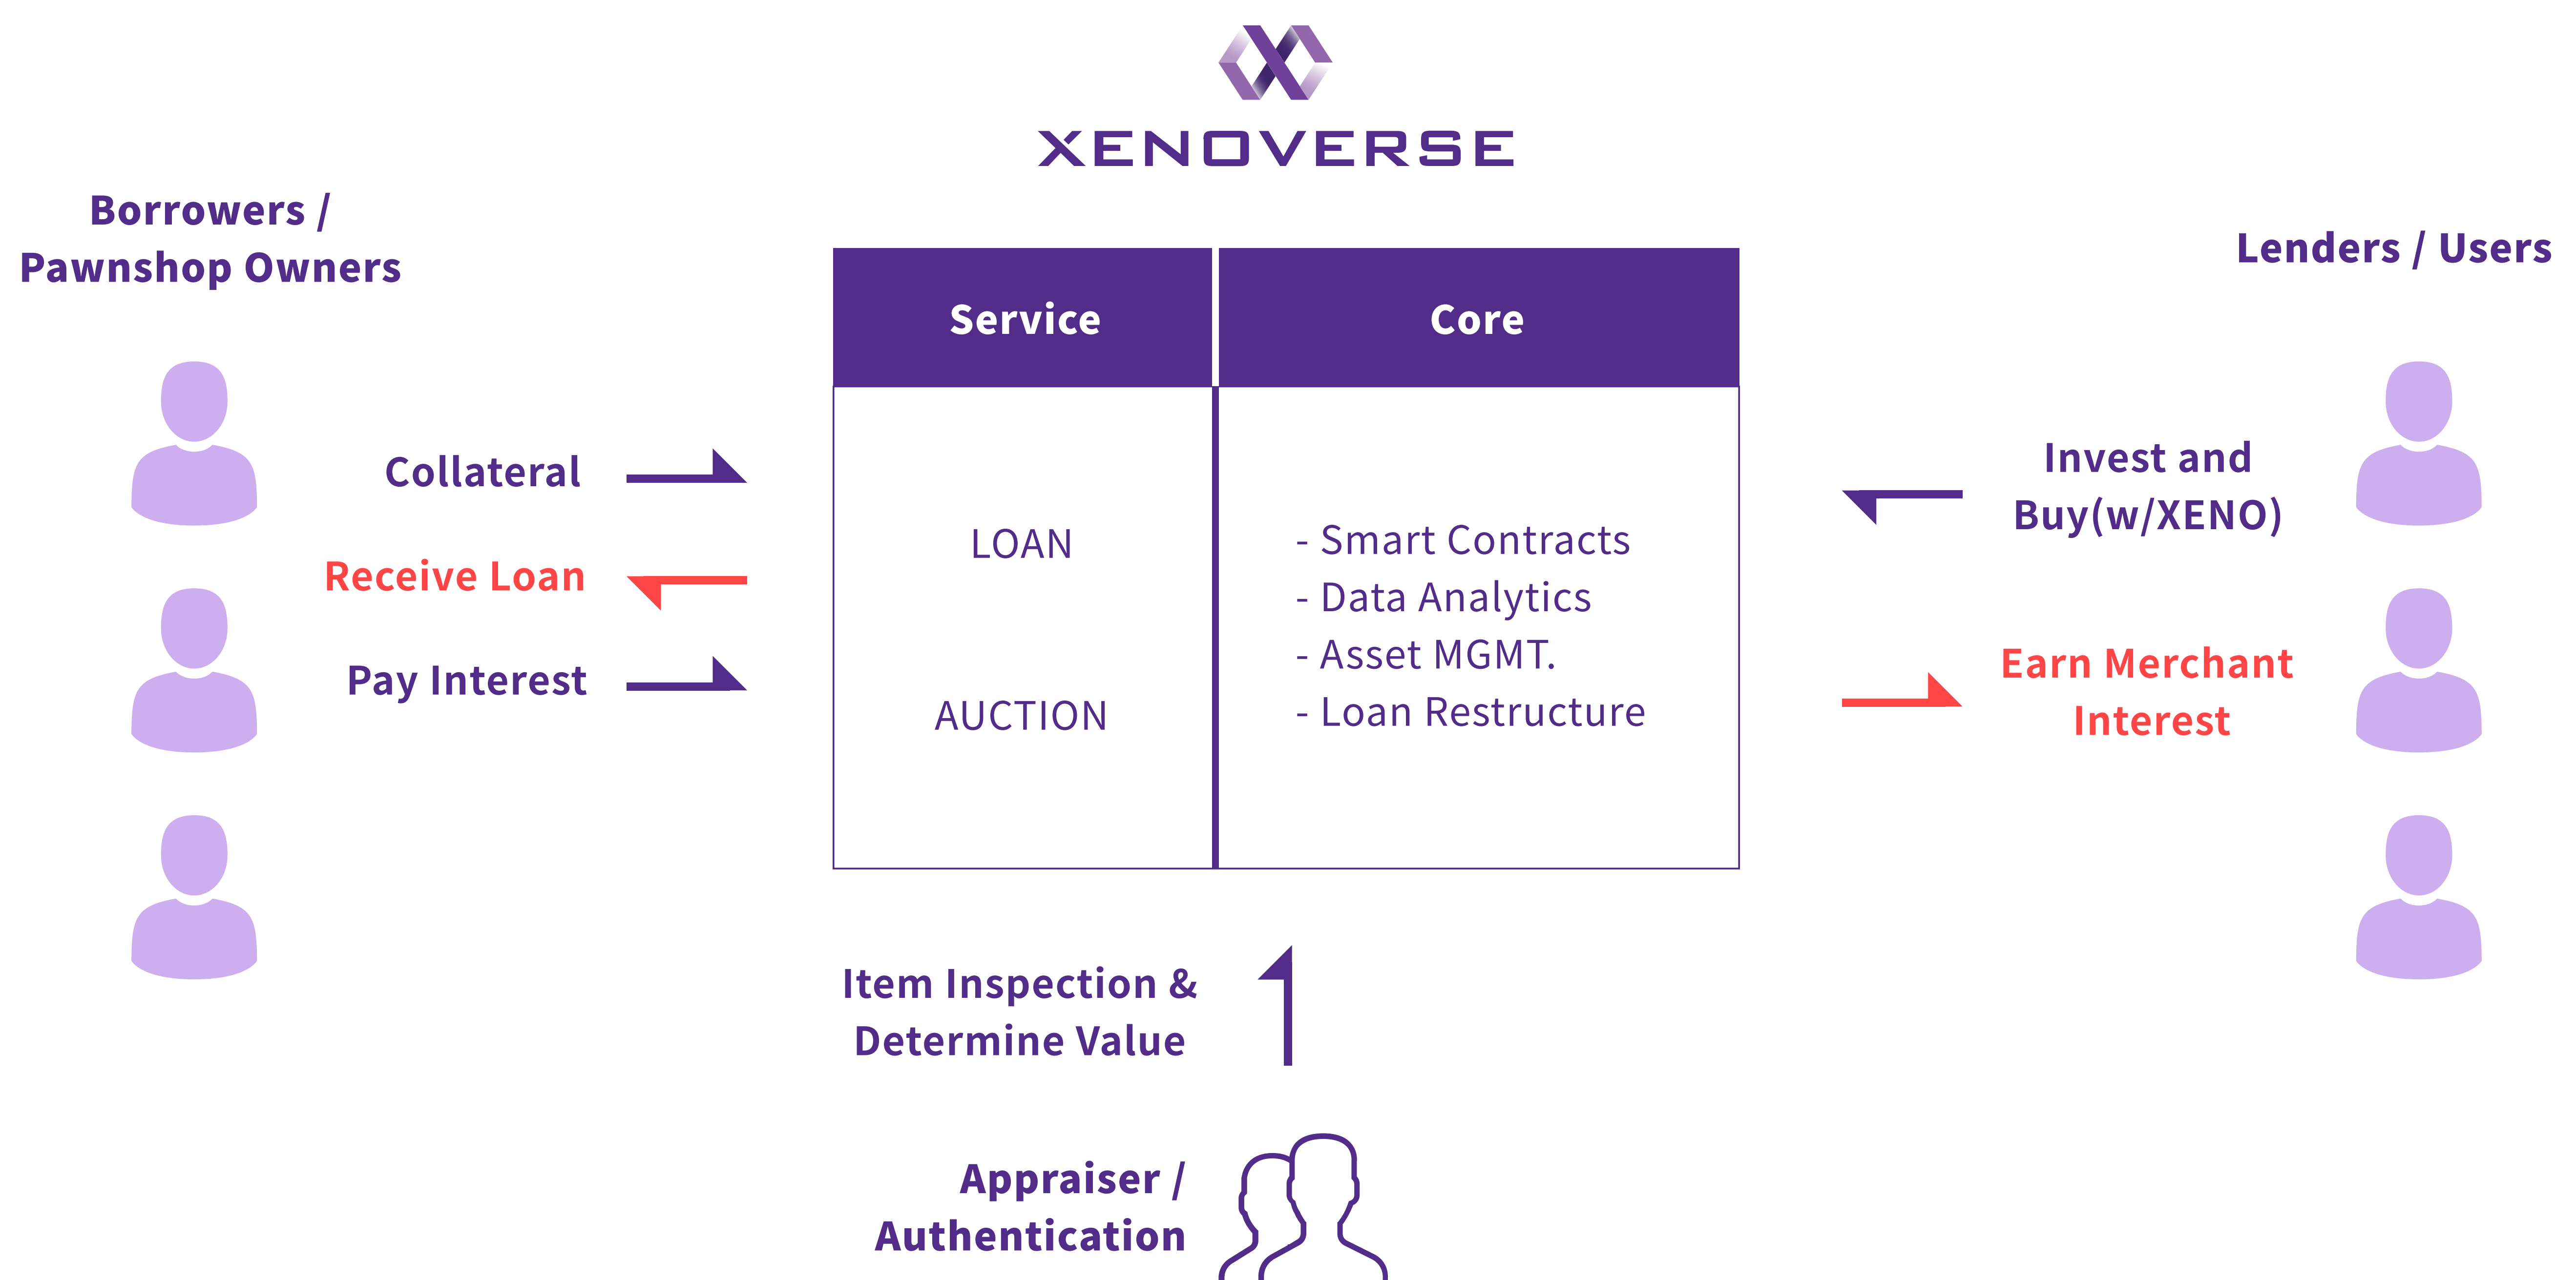 XENOVERSE
Borrowers /
Pawnshop Owners
Lenders / Users
Service
Core
Collateral
Receive Loan
Pay Interest
LOAN
AUCTION
- Smart Contracts
- Data Analytics
- Asset MGMT.
- Loan Restructure
Invest and
Buy(w/XENO)
Earn Merchant
Interest
Item Inspection &
Determine Value
Appraiser /
Authentication